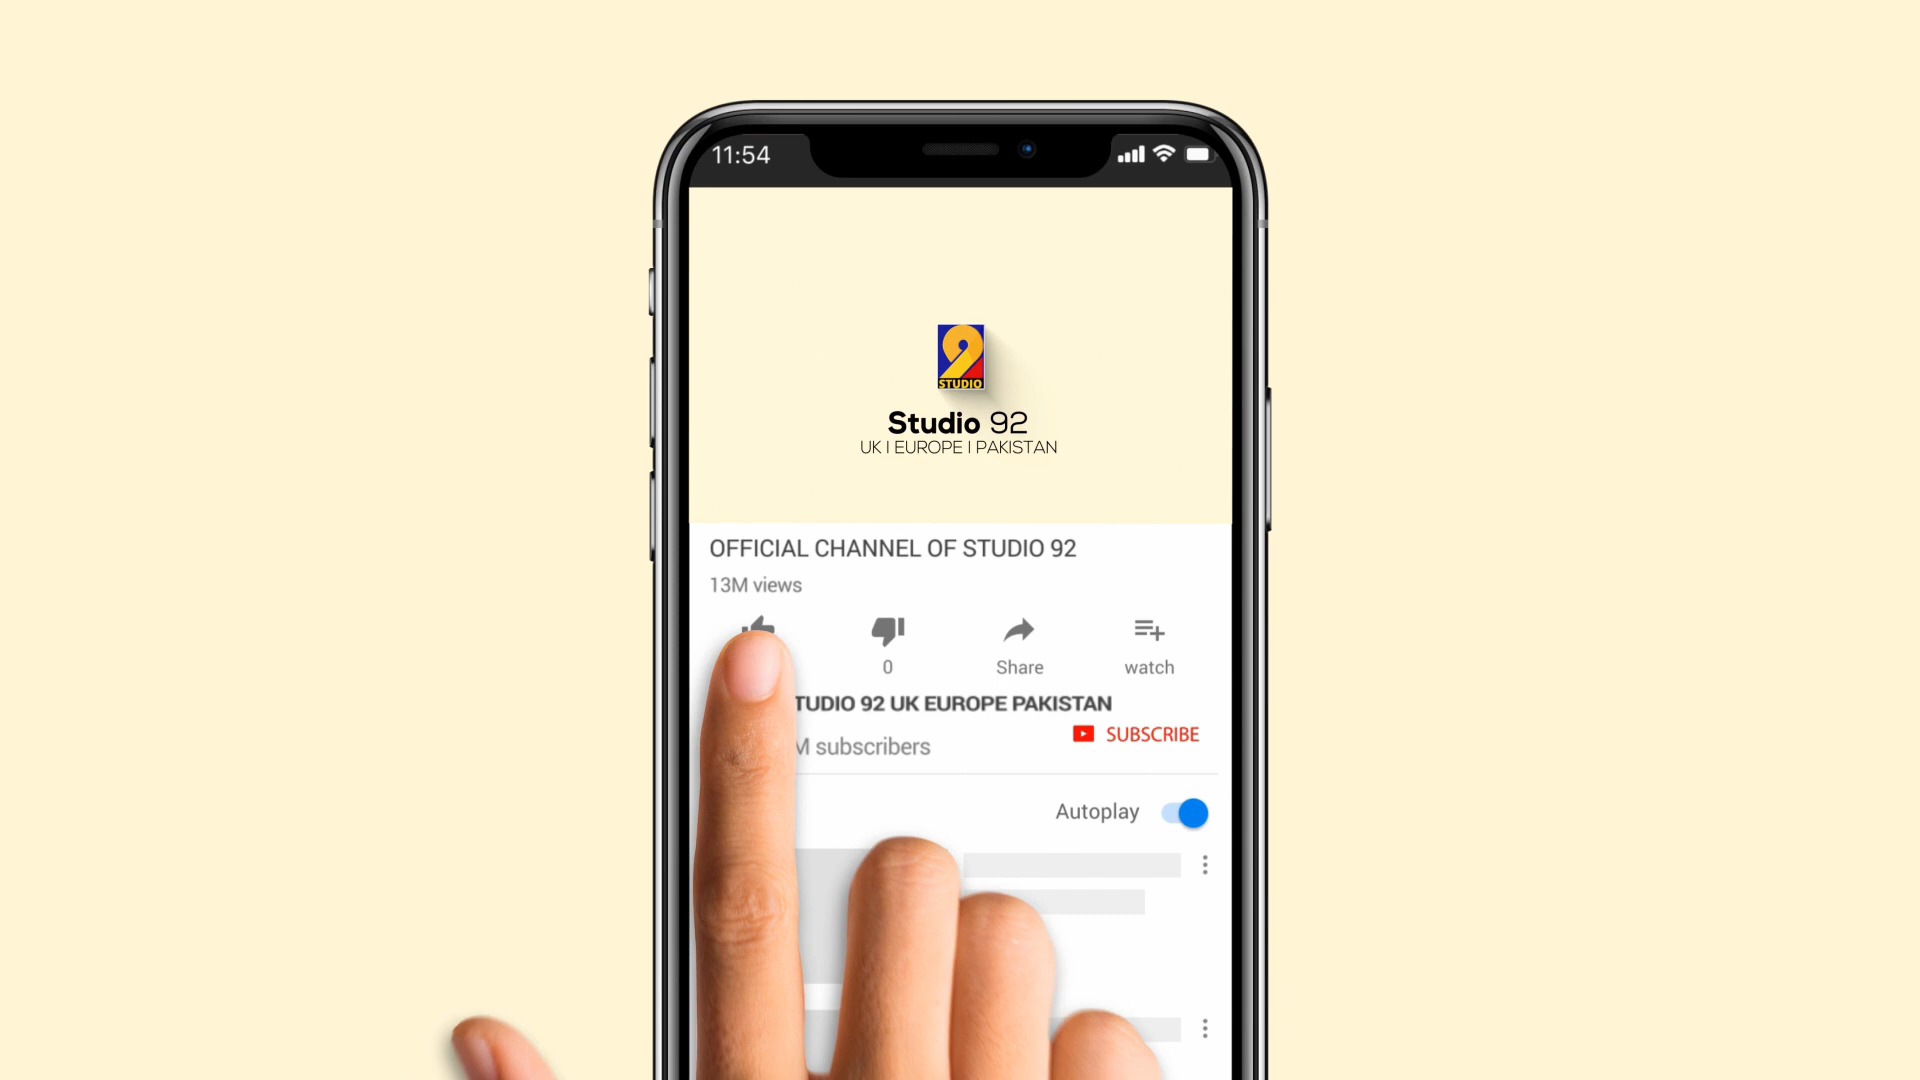 11:54
STUDIO
Studio 92
UK I EUROPE I PAKISTAN
OFFICIAL CHANNEL OF STUDIO 92
13M views
0
Share
watch
TUDIO 92 UK EUROPE PAKISTAN
SUBSCRIBE
M subscribers
Autoplay